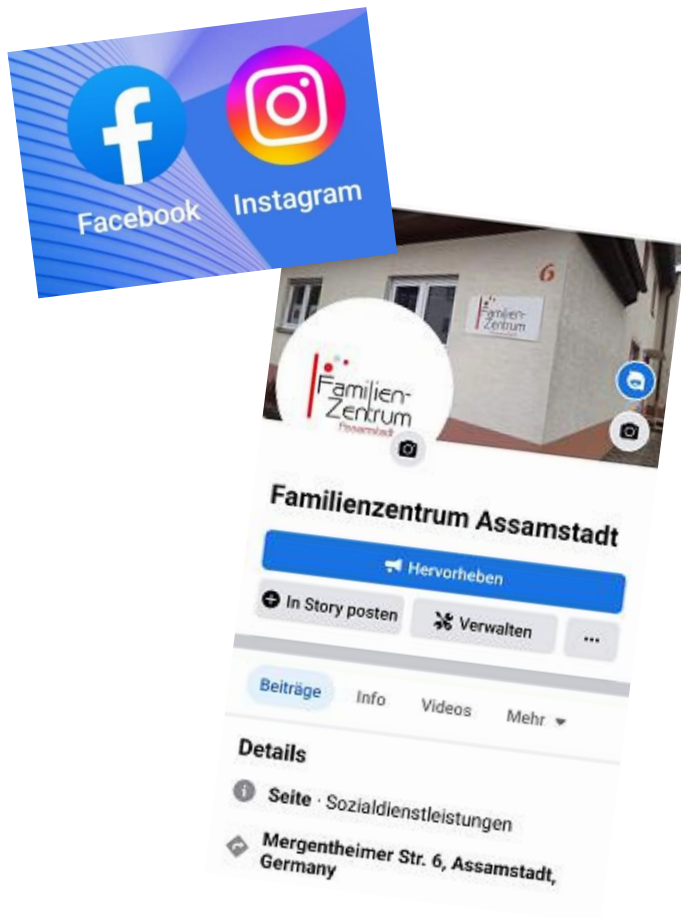 Facebook
Instagram
6
Familien-
Zentrum
Familien-
Zentrum
Assamstadt
Familienzentrum Assamstadt
Hervorheben
In Story posten
Verwalten
Beiträge
Info
Videos
Mehr
Details
Seite · Sozialdienstleistungen
Mergentheimer Str. 6, Assamstadt,
Germany